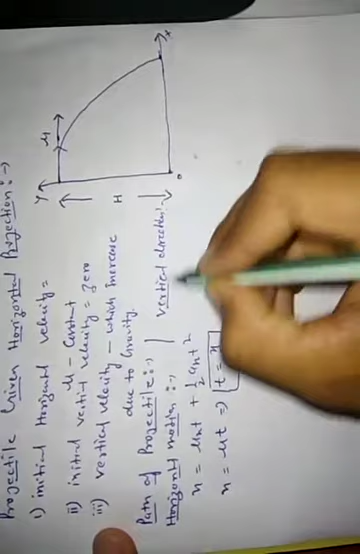 Projectile Given Horizontal Projection :→
i) initial Horizontal velocity =
u - Constant
ii) initial vertical velocity = Zero
iii) vertical velocity - which increase
due to Gravity.
Path of Projectile :→
Horizontal motion :→
x = uxt + 1/2 axt2
x = ut ⇒ t = x/u
vertical direction :-
Y
u
H
o
x